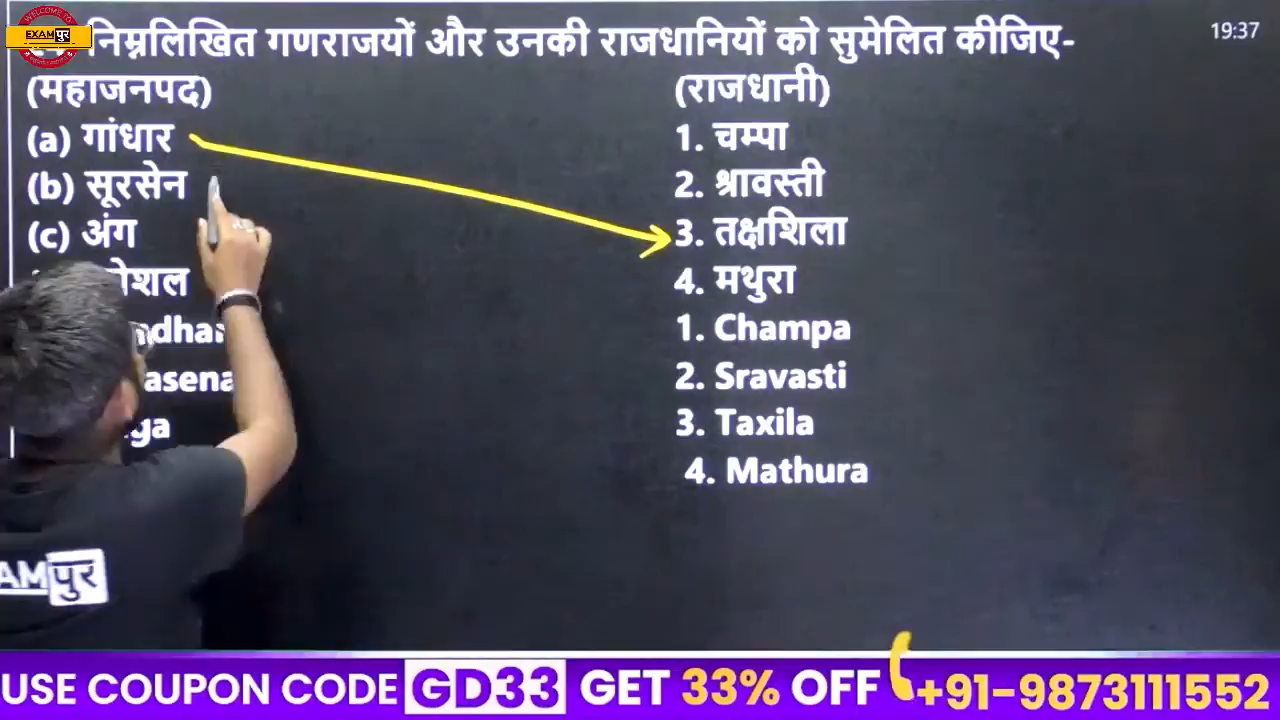 WELCOME TO
EXAMपुर
निम्नलिखित गणराजयों और उनकी राजधानियों को सुमेलित कीजिए-
19:37
(महाजनपद)
(राजधानी)
(a) गांधार
1. चम्पा
(b) सूरसेन
2. श्रावस्ती
(c) अंग
3. तक्षशिला
4. मथुरा
1. Champa
2. Sravasti
3. Taxila
4. Mathura
AMपुर
USE COUPON CODE GD33 GET 33% OFF +91-9873111552